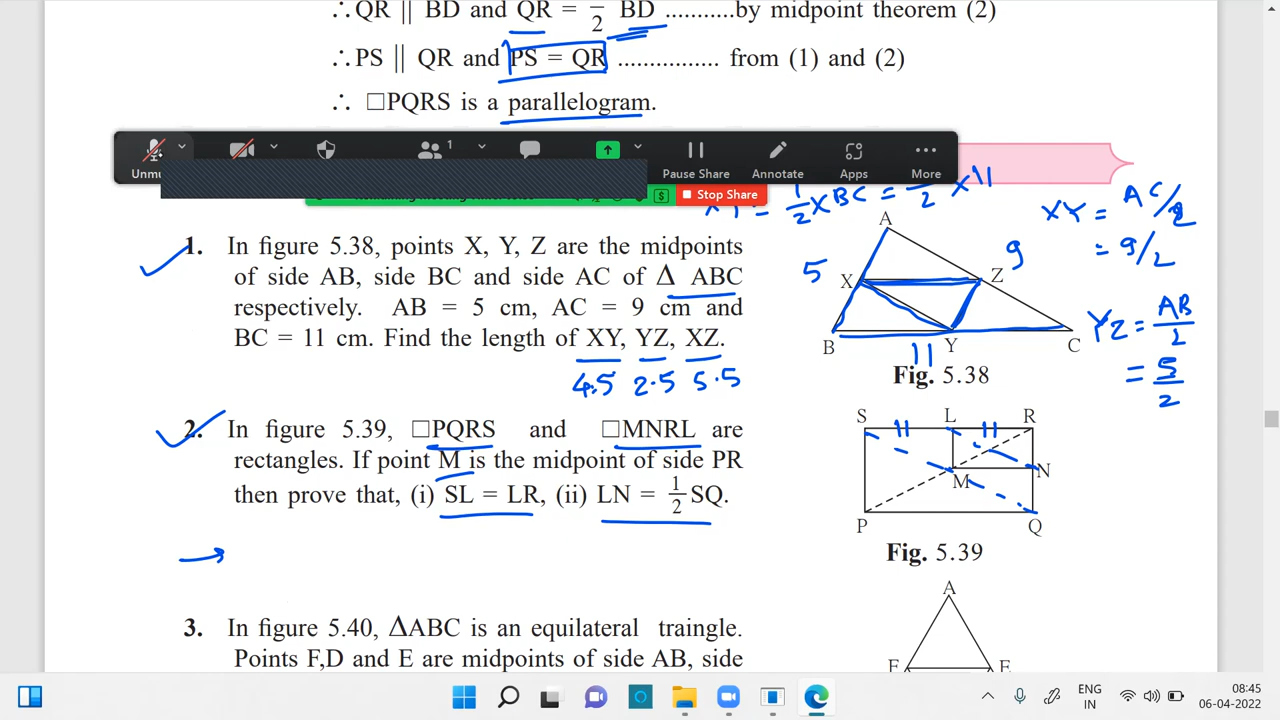 ∴QR || BD and QR = — 2 BD ...........by midpoint theorem (2)
∴PS || QR and PS = QR ............... from (1) and (2)
∴ □PQRS is a parallelogram.
1
Unmu
Pause Share
Annotate
Apps
More
Stop Share
= 1/2 XBC = /2 X11
XY = AC/2
= 9/2
1. In figure 5.38, points X, Y, Z are the midpoints
of side AB, side BC and side AC of Δ ABC
respectively. AB = 5 cm, AC = 9 cm and
BC = 11 cm. Find the length of XY, YZ, XZ.
4.5 2.5 5.5
A
5
9
X
Z
B
Y
C
11
Fig. 5.38
YZ = AB/2
= 5/2
2. In figure 5.39, □PQRS and □MNRL are
rectangles. If point M is the midpoint of side PR
then prove that, (i) SL = LR, (ii) LN = 1/2 SQ.
S L R
M
N
P
Q
Fig. 5.39
3. In figure 5.40, ΔABC is an equilateral traingle.
Points F,D and E are midpoints of side AB, side
A
F
E
ENG
IN
08:45
06-04-2022